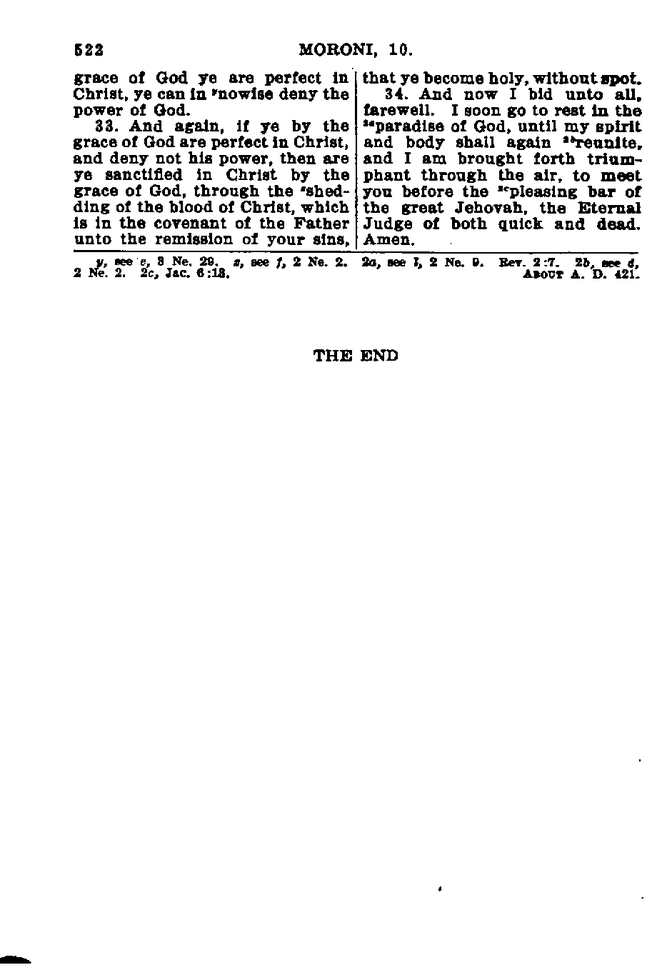 522
MORONI, 10.
grace of God ye are perfect in
Christ, ye can in ʸnowise deny the
power of God.
33. And again, if ye by the
grace of God are perfect in Christ,
and deny not his power, then are
ye sanctified in Christ by the
grace of God, through the ᶻshed-
ding of the blood of Christ, which
is in the covenant of the Father
unto the remission of your sins,
that ye become holy, without spot.
34. And now I bid unto all,
farewell. I soon go to rest in the
²ᵃparadise of God, until my spirit
and body shall again ²ᵇreunite,
and I am brought forth trium-
phant through the air, to meet
you before the ²ᶜpleasing bar of
the great Jehovah, the Eternal
Judge of both quick and dead.
Amen.
y, see e, 3 Ne. 29. z, see f, 2 Ne. 2. 2a, see l, 2 Ne. 9. Rev. 2:7. 2b, see d,
2 Ne. 2. 2c, Jac. 6:13.
ABOUT A. D. 421.
THE END